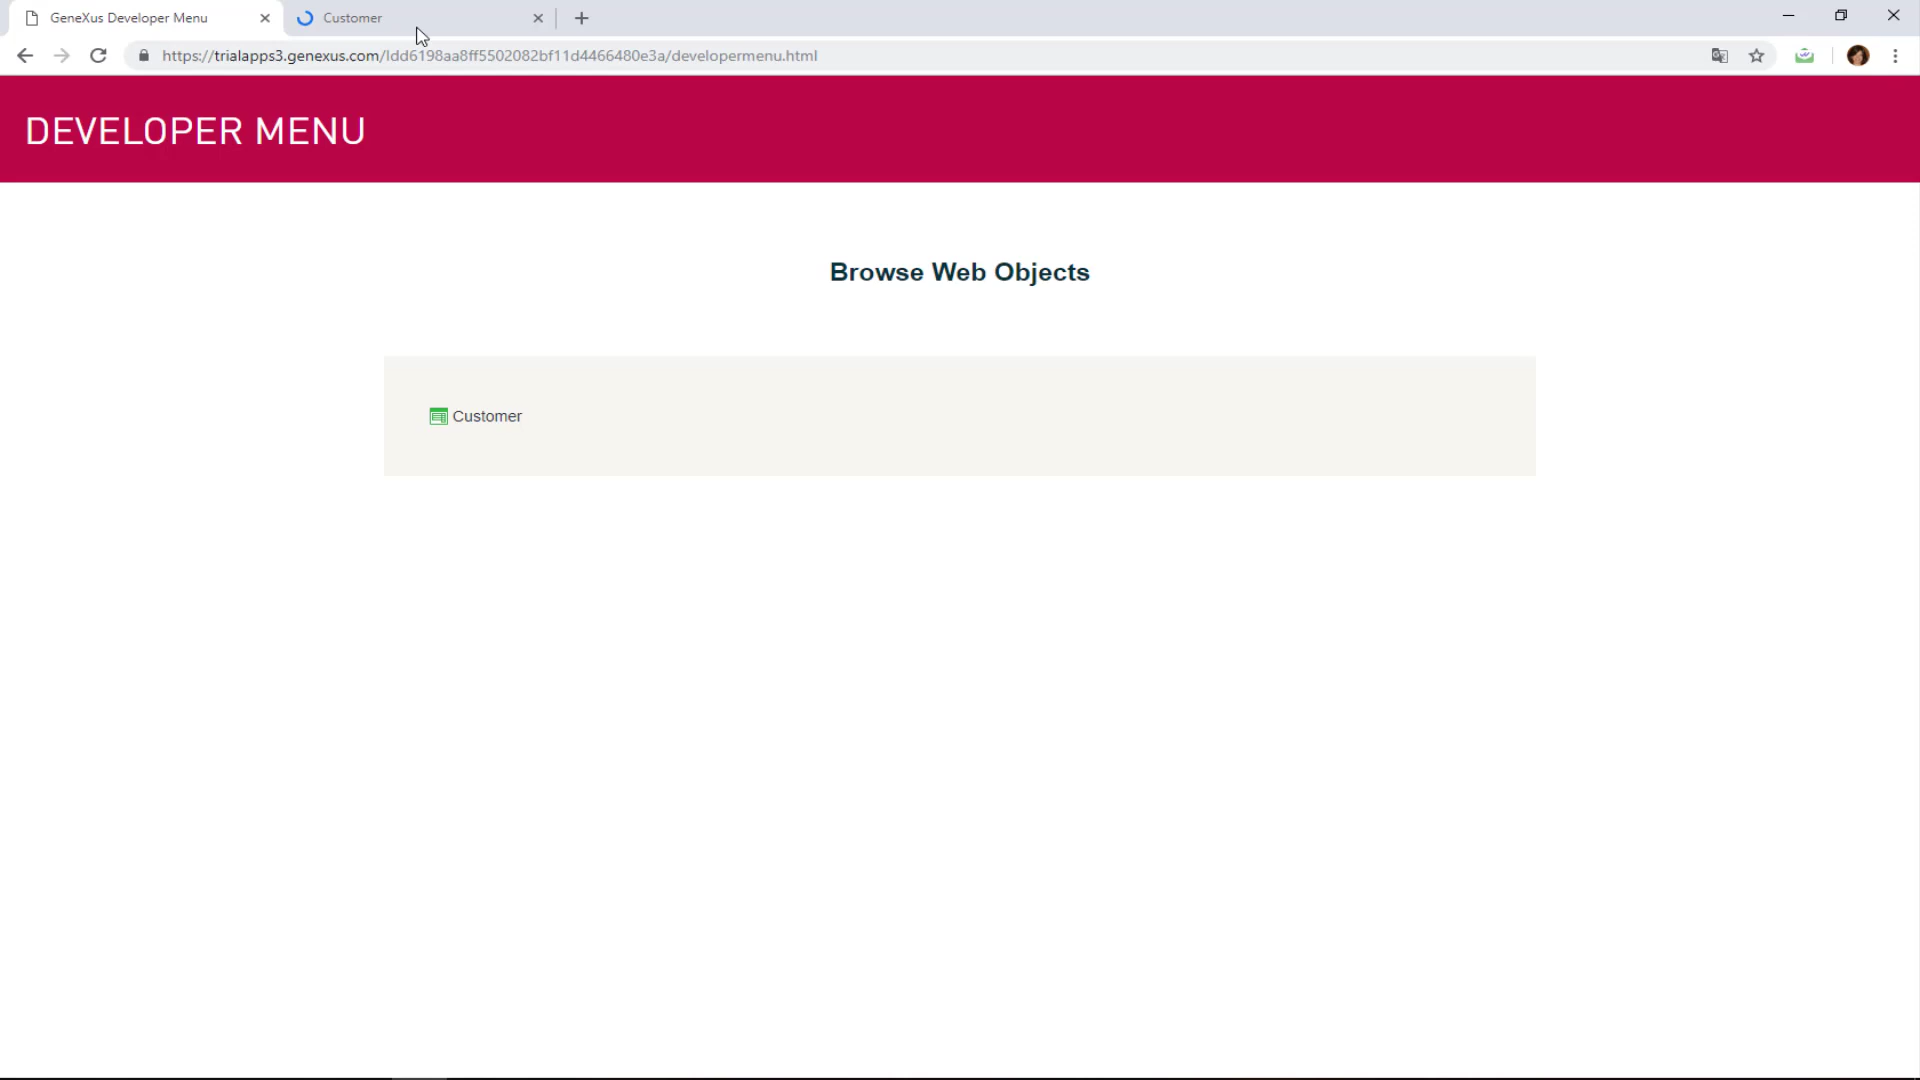 GeneXus Developer Menu
Customer
https://trialapps3.genexus.com/Idd6198aa8ff5502082bf11d4466480e3a/developermenu.html
DEVELOPER MENU
Browse Web Objects
Customer